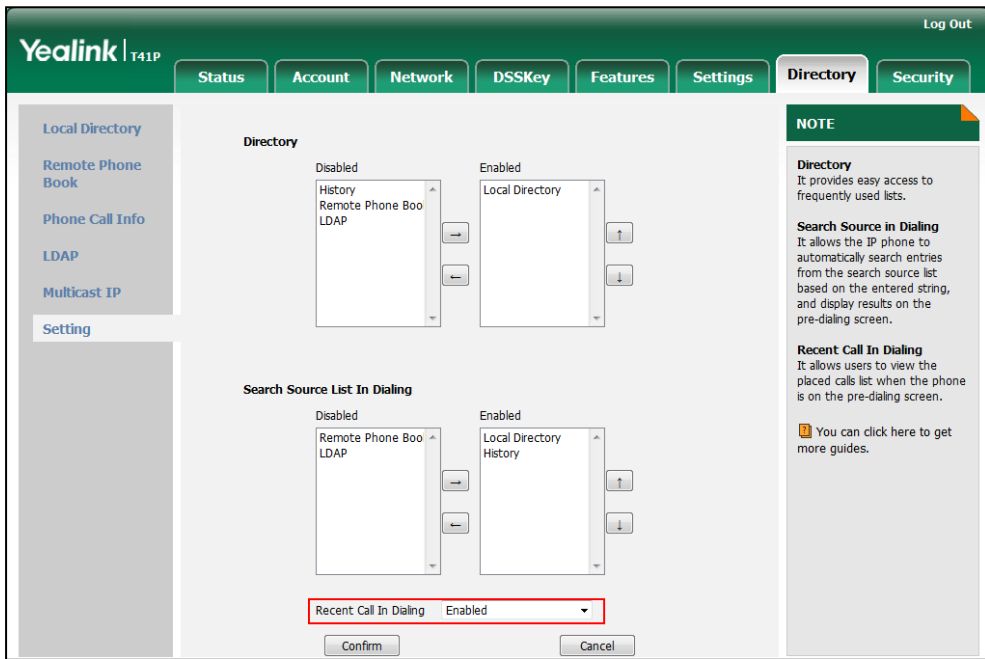 Log Out
Yealink T41P
Status Account Network DSSKey Features Settings Directory Security
Local Directory
Remote Phone
Book
Phone Call Info
LDAP
Multicast IP
Setting
Directory
Disabled Enabled
History
Remote Phone Boo
LDAP
Local Directory
→
←
↑
↓
Search Source List In Dialing
Disabled Enabled
Remote Phone Boo
LDAP
Local Directory
History
→
←
↑
↓
Recent Call In Dialing Enabled
Confirm Cancel
NOTE
Directory
It provides easy access to
frequently used lists.
Search Source in Dialing
It allows the IP phone to
automatically search entries
from the search source list
based on the entered string,
and display results on the
pre-dialing screen.
Recent Call In Dialing
It allows users to view the
placed calls list when the phone
is on the pre-dialing screen.
? You can click here to get
more guides.